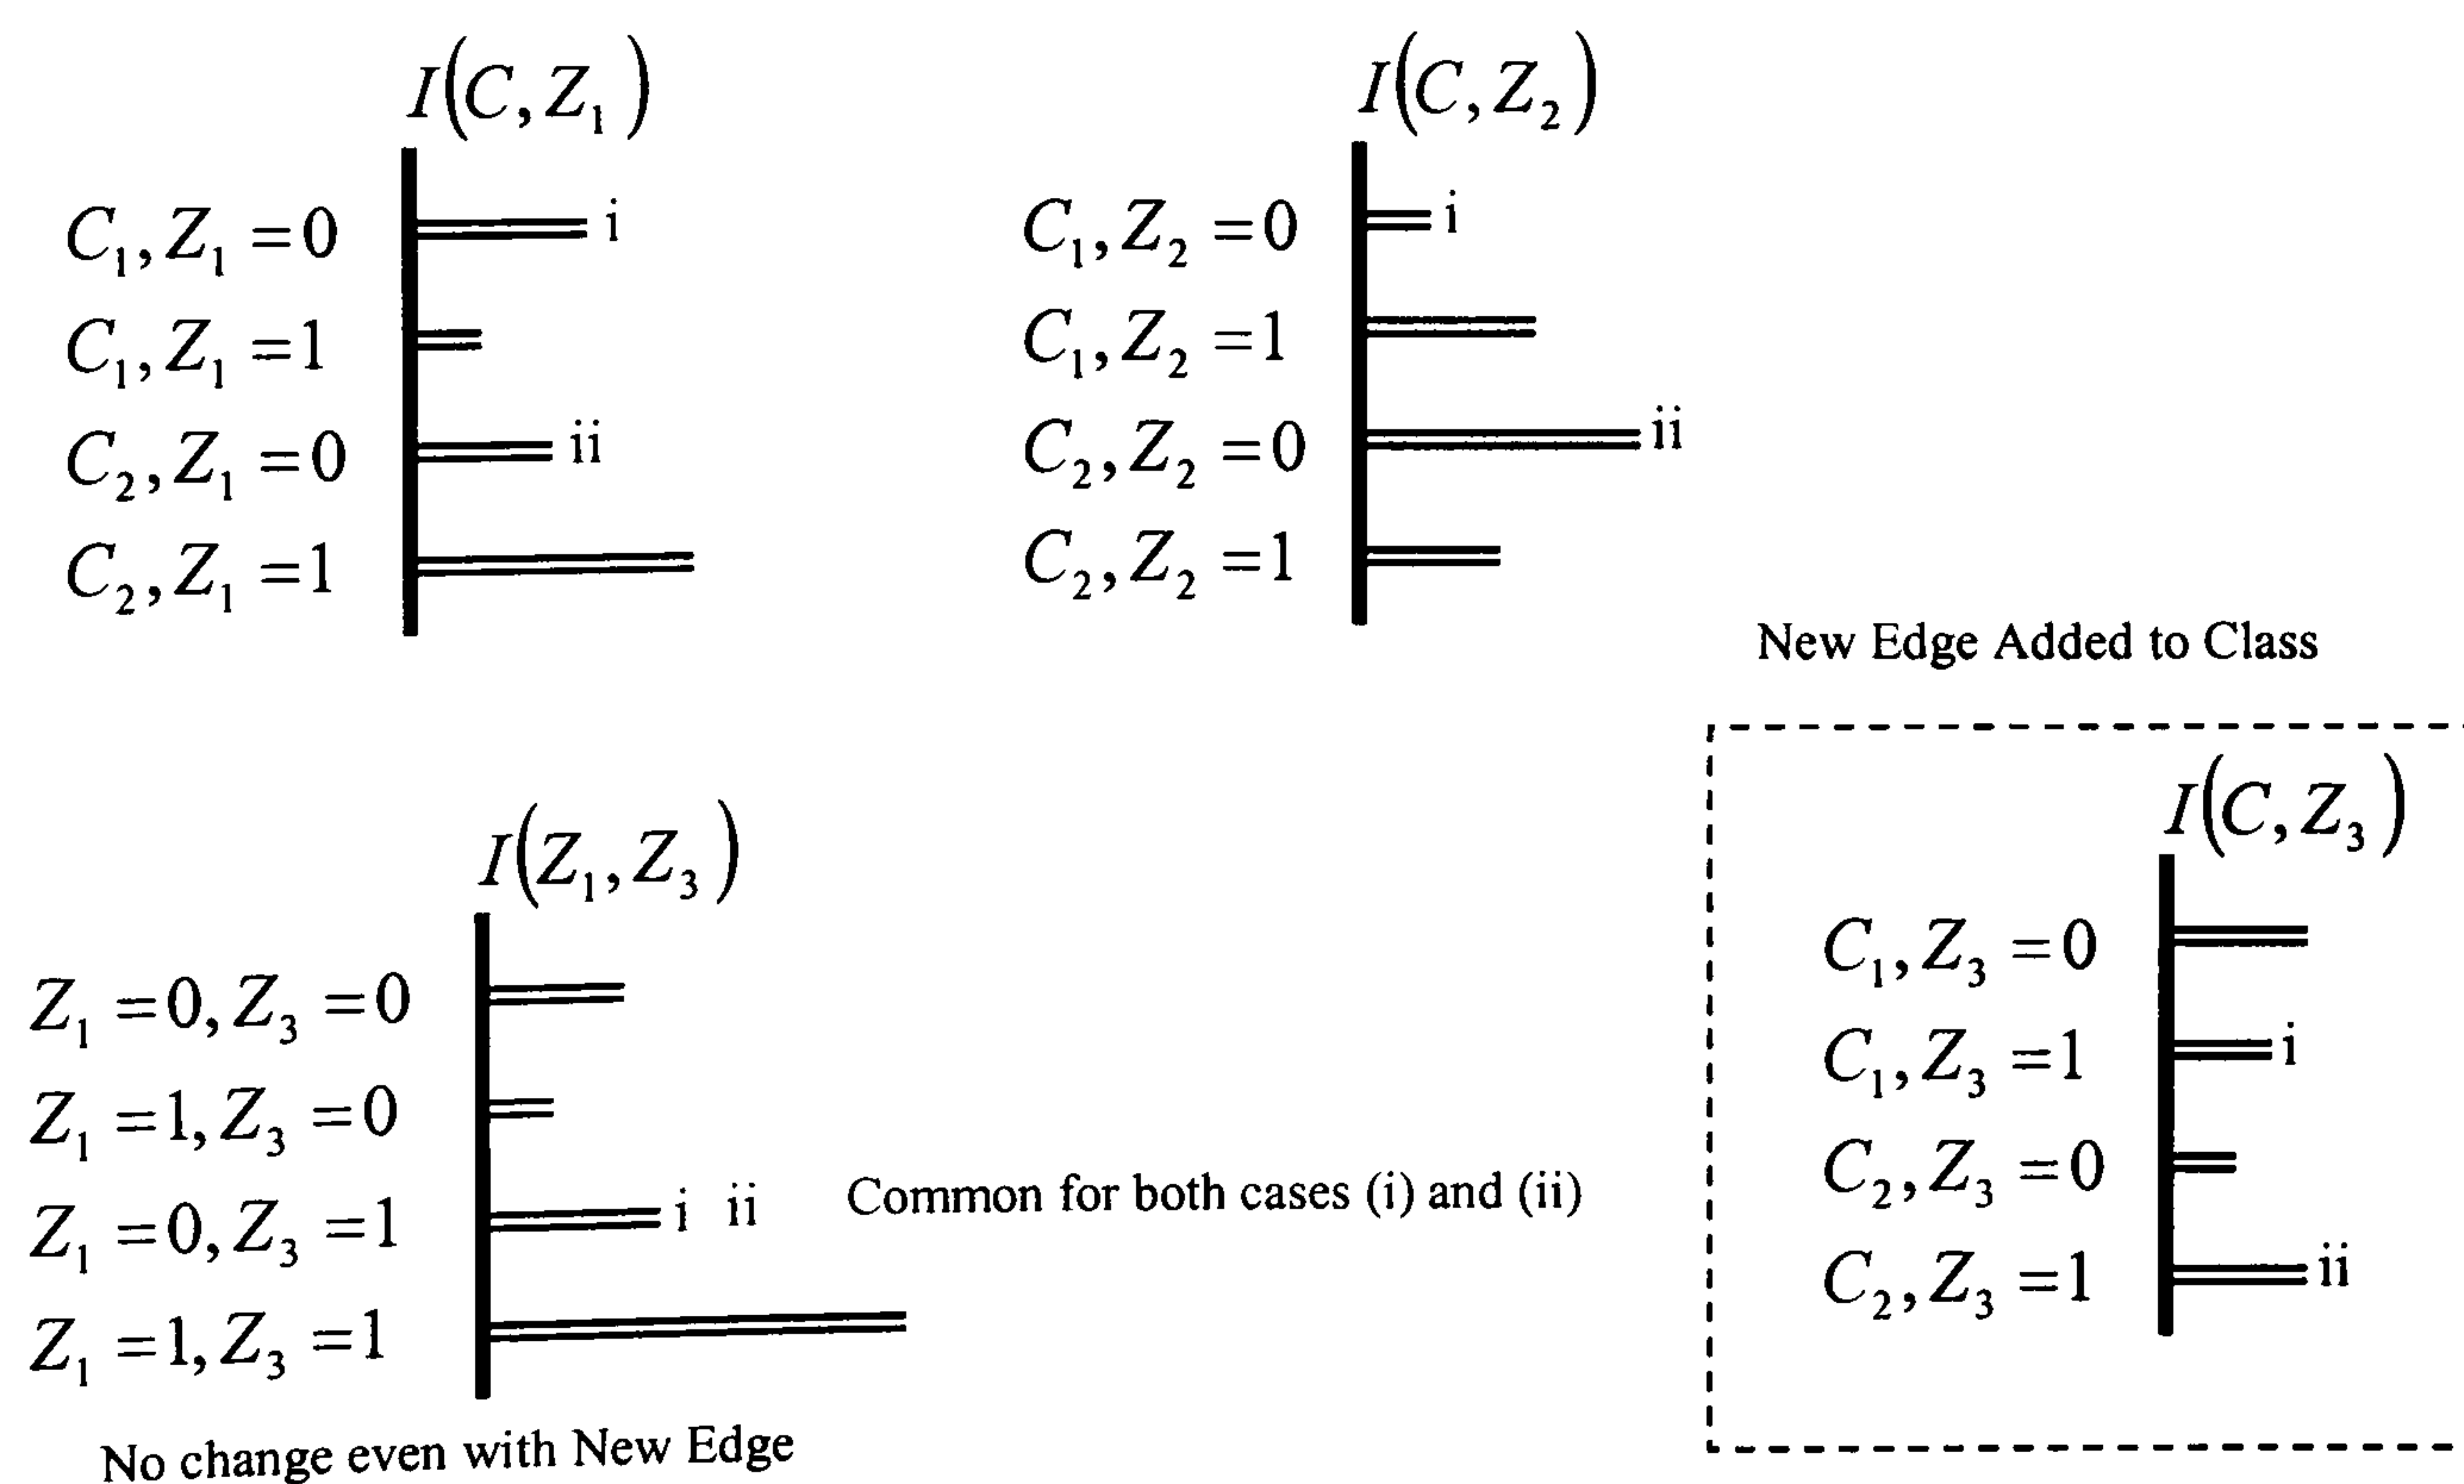 I(C, Z₁)
C₁, Z₁ = 0 i
C₁, Z₁ = 1
C₂, Z₁ = 0 ii
C₂, Z₁ = 1
I(C, Z₂)
C₁, Z₂ = 0 i
C₁, Z₂ = 1
C₂, Z₂ = 0 ii
C₂, Z₂ = 1
New Edge Added to Class
I(Z₁, Z₃)
Z₁ = 0, Z₃ = 0
Z₁ = 1, Z₃ = 0
Z₁ = 0, Z₃ = 1 i ii Common for both cases (i) and (ii)
Z₁ = 1, Z₃ = 1
No change even with New Edge
I(C, Z₃)
C₁, Z₃ = 0
C₁, Z₃ = 1 i
C₂, Z₃ = 0
C₂, Z₃ = 1 ii